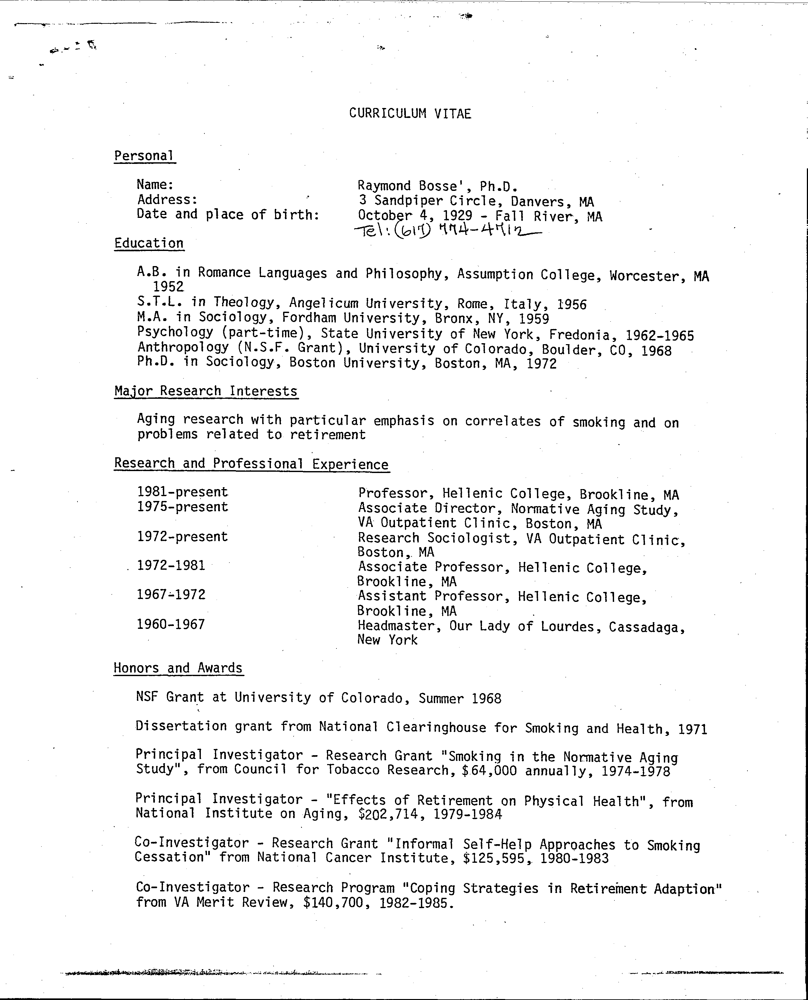 CURRICULUM VITAE
Personal
Name: Raymond Bosse', Ph.D.
Address: 3 Sandpiper Circle, Danvers, MA
Date and place of birth: October 4, 1929 - Fall River, MA
Tel: (617) 774-4712
Education
A.B. in Romance Languages and Philosophy, Assumption College, Worcester, MA
1952
S.T.L. in Theology, Angelicum University, Rome, Italy, 1956
M.A. in Sociology, Fordham University, Bronx, NY, 1959
Psychology (part-time), State University of New York, Fredonia, 1962-1965
Anthropology (N.S.F. Grant), University of Colorado, Boulder, CO, 1968
Ph.D. in Sociology, Boston University, Boston, MA, 1972
Major Research Interests
Aging research with particular emphasis on correlates of smoking and on
problems related to retirement
Research and Professional Experience
1981-present Professor, Hellenic College, Brookline, MA
1975-present Associate Director, Normative Aging Study,
VA Outpatient Clinic, Boston, MA
1972-present Research Sociologist, VA Outpatient Clinic,
Boston, MA
1972-1981 Associate Professor, Hellenic College,
Brookline, MA
1967-1972 Assistant Professor, Hellenic College,
Brookline, MA
1960-1967 Headmaster, Our Lady of Lourdes, Cassadaga,
New York
Honors and Awards
NSF Grant at University of Colorado, Summer 1968
Dissertation grant from National Clearinghouse for Smoking and Health, 1971
Principal Investigator - Research Grant "Smoking in the Normative Aging
Study", from Council for Tobacco Research, $64,000 annually, 1974-1978
Principal Investigator - "Effects of Retirement on Physical Health", from
National Institute on Aging, $202,714, 1979-1984
Co-Investigator - Research Grant "Informal Self-Help Approaches to Smoking
Cessation" from National Cancer Institute, $125,595, 1980-1983
Co-Investigator - Research Program "Coping Strategies in Retirement Adaption"
from VA Merit Review, $140,700, 1982-1985.